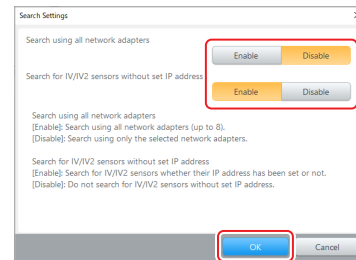 Search Settings
Search using all network adapters
Enable Disable
Search for IV/IV2 sensors without set IP address
Enable Disable
Search using all network adapters
[Enable]: Search using all network adapters (up to 8).
[Disable]: Search using only the selected network adapters.
Search for IV/IV2 sensors without set IP address
[Enable]: Search for IV/IV2 sensors whether their IP address has been set or not.
[Disable]: Do not search for IV/IV2 sensors without set IP address.
OK Cancel